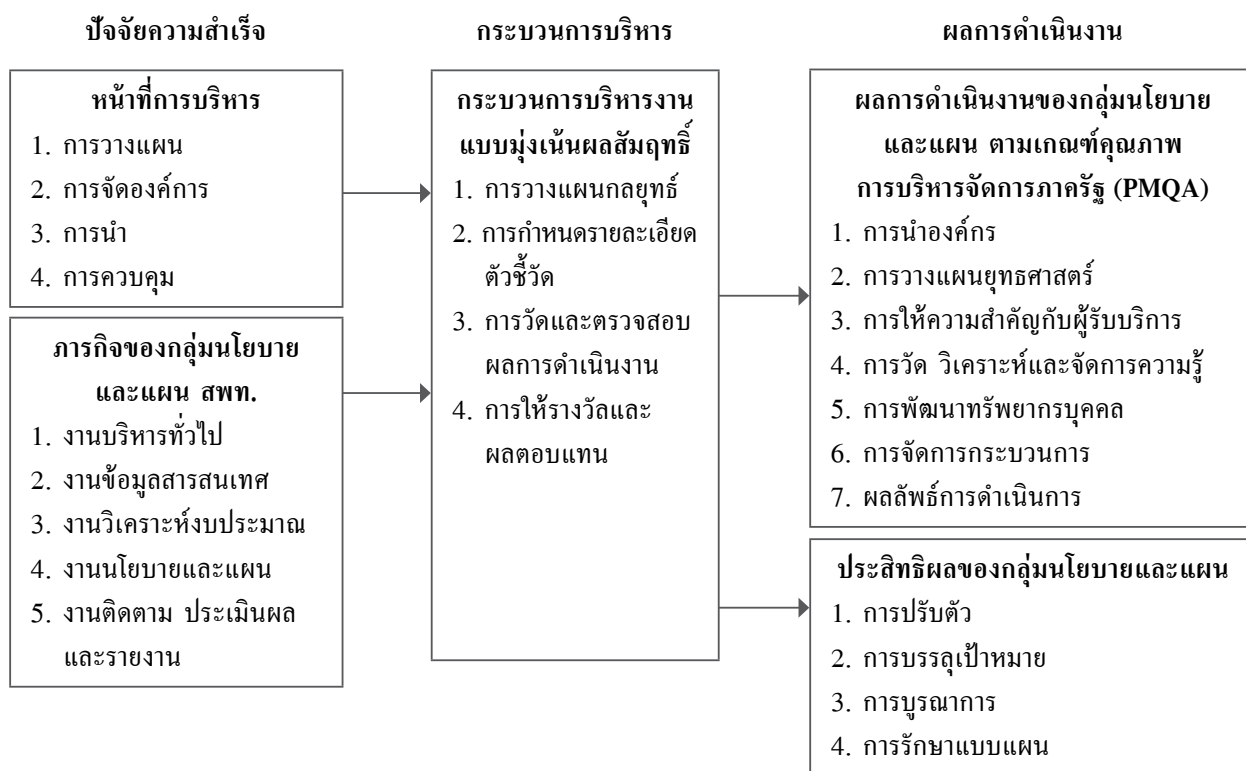 ปัจจัยความสำเร็จ
หน้าที่การบริหาร
1. การวางแผน
2. การจัดองค์การ
3. การนำ
4. การควบคุม
ภารกิจของกลุ่มนโยบาย
และแผน สพท.
1. งานบริหารทั่วไป
2. งานข้อมูลสารสนเทศ
3. งานวิเคราะห์งบประมาณ
4. งานนโยบายและแผน
5. งานติดตาม ประเมินผล
และรายงาน
กระบวนการบริหาร
กระบวนการบริหารงาน
แบบมุ่งเน้นผลสัมฤทธิ์
1. การวางแผนกลยุทธ์
2. การกำหนดรายละเอียด
ตัวชี้วัด
3. การวัดและตรวจสอบ
ผลการดำเนินงาน
4. การให้รางวัลและ
ผลตอบแทน
ผลการดำเนินงาน
ผลการดำเนินงานของกลุ่มนโยบาย
และแผน ตามเกณฑ์คุณภาพ
การบริหารจัดการภาครัฐ (PMQA)
1. การนำองค์กร
2. การวางแผนยุทธศาสตร์
3. การให้ความสำคัญกับผู้รับบริการ
4. การวัด วิเคราะห์และจัดการความรู้
5. การพัฒนาทรัพยากรบุคคล
6. การจัดการกระบวนการ
7. ผลลัพธ์การดำเนินการ
ประสิทธิผลของกลุ่มนโยบายและแผน
1. การปรับตัว
2. การบรรลุเป้าหมาย
3. การบูรณาการ
4. การรักษาแบบแผน